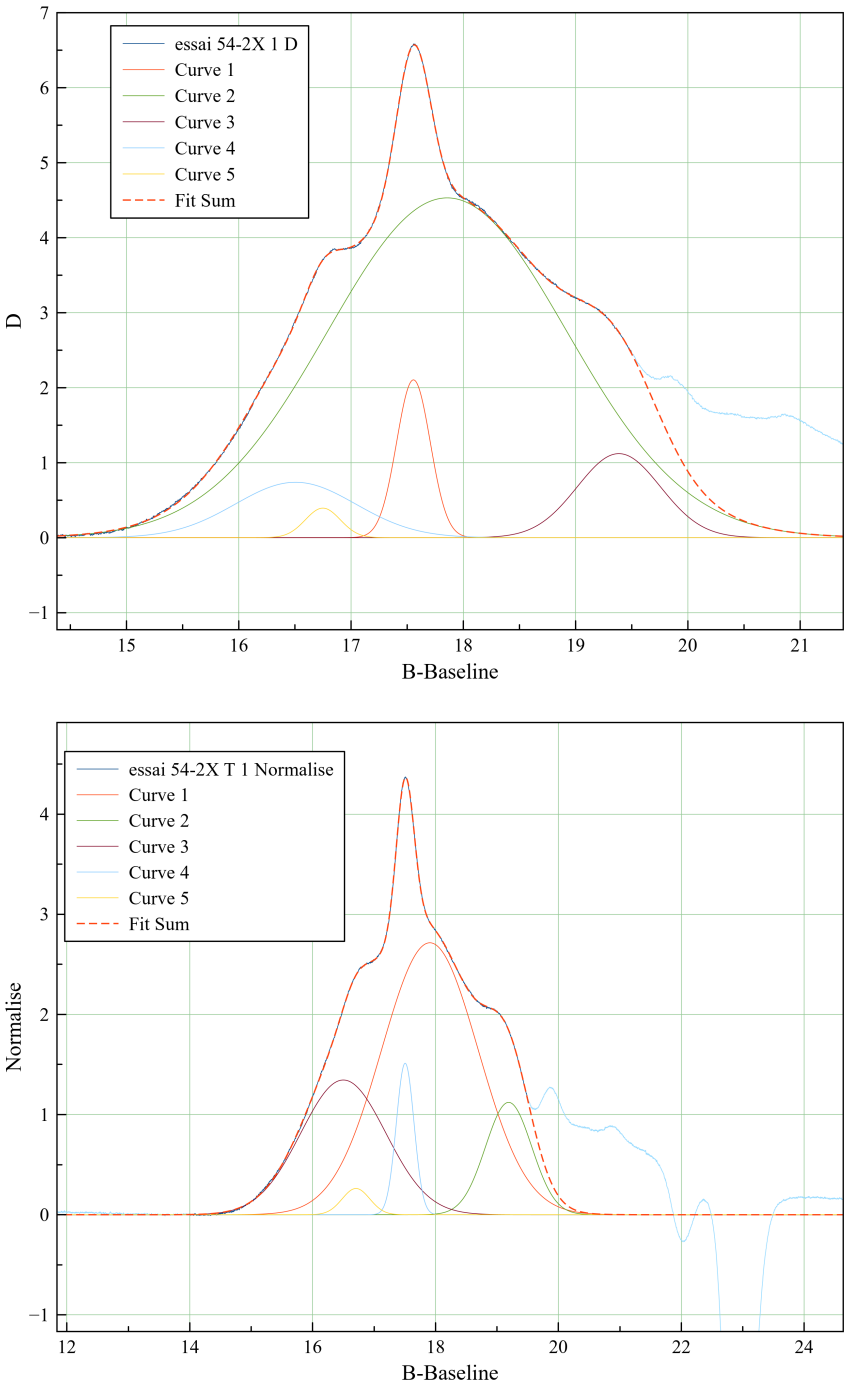 7
6
5
4
3
2
1
0
−1
D
essai 54-2X 1 D
Curve 1
Curve 2
Curve 3
Curve 4
Curve 5
Fit Sum
15 16 17 18 19 20 21
B-Baseline
4
3
2
1
0
−1
Normalise
essai 54-2X T 1 Normalise
Curve 1
Curve 2
Curve 3
Curve 4
Curve 5
Fit Sum
12 14 16 18 20 22 24
B-Baseline